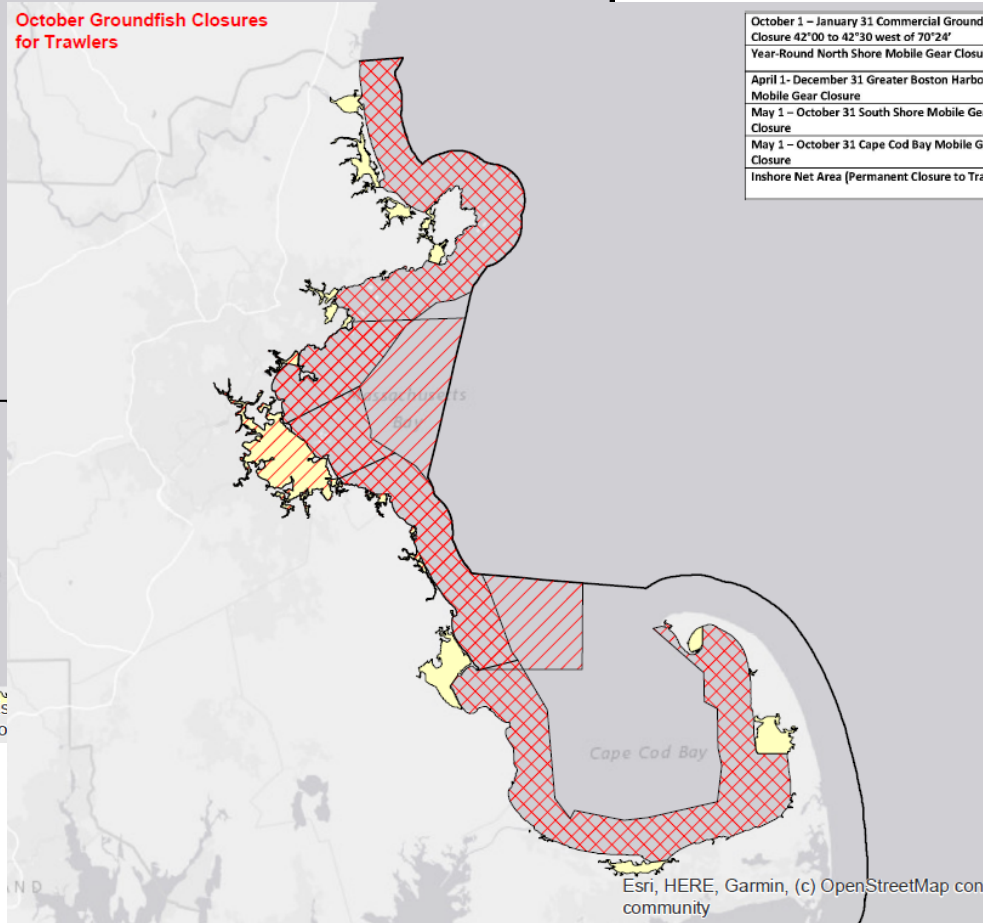 October Groundfish Closures
for Trawlers
October 1 – January 31 Commercial Ground
Closure 42°00 to 42°30 west of 70°24’
Year-Round North Shore Mobile Gear Closu
April 1- December 31 Greater Boston Harbo
Mobile Gear Closure
May 1 – October 31 South Shore Mobile Ge
Closure
May 1 – October 31 Cape Cod Bay Mobile G
Closure
Inshore Net Area (Permanent Closure to Tra
Massachusetts
Bay
Cape Cod Bay
Esri, HERE, Garmin, (c) OpenStreetMap con
community